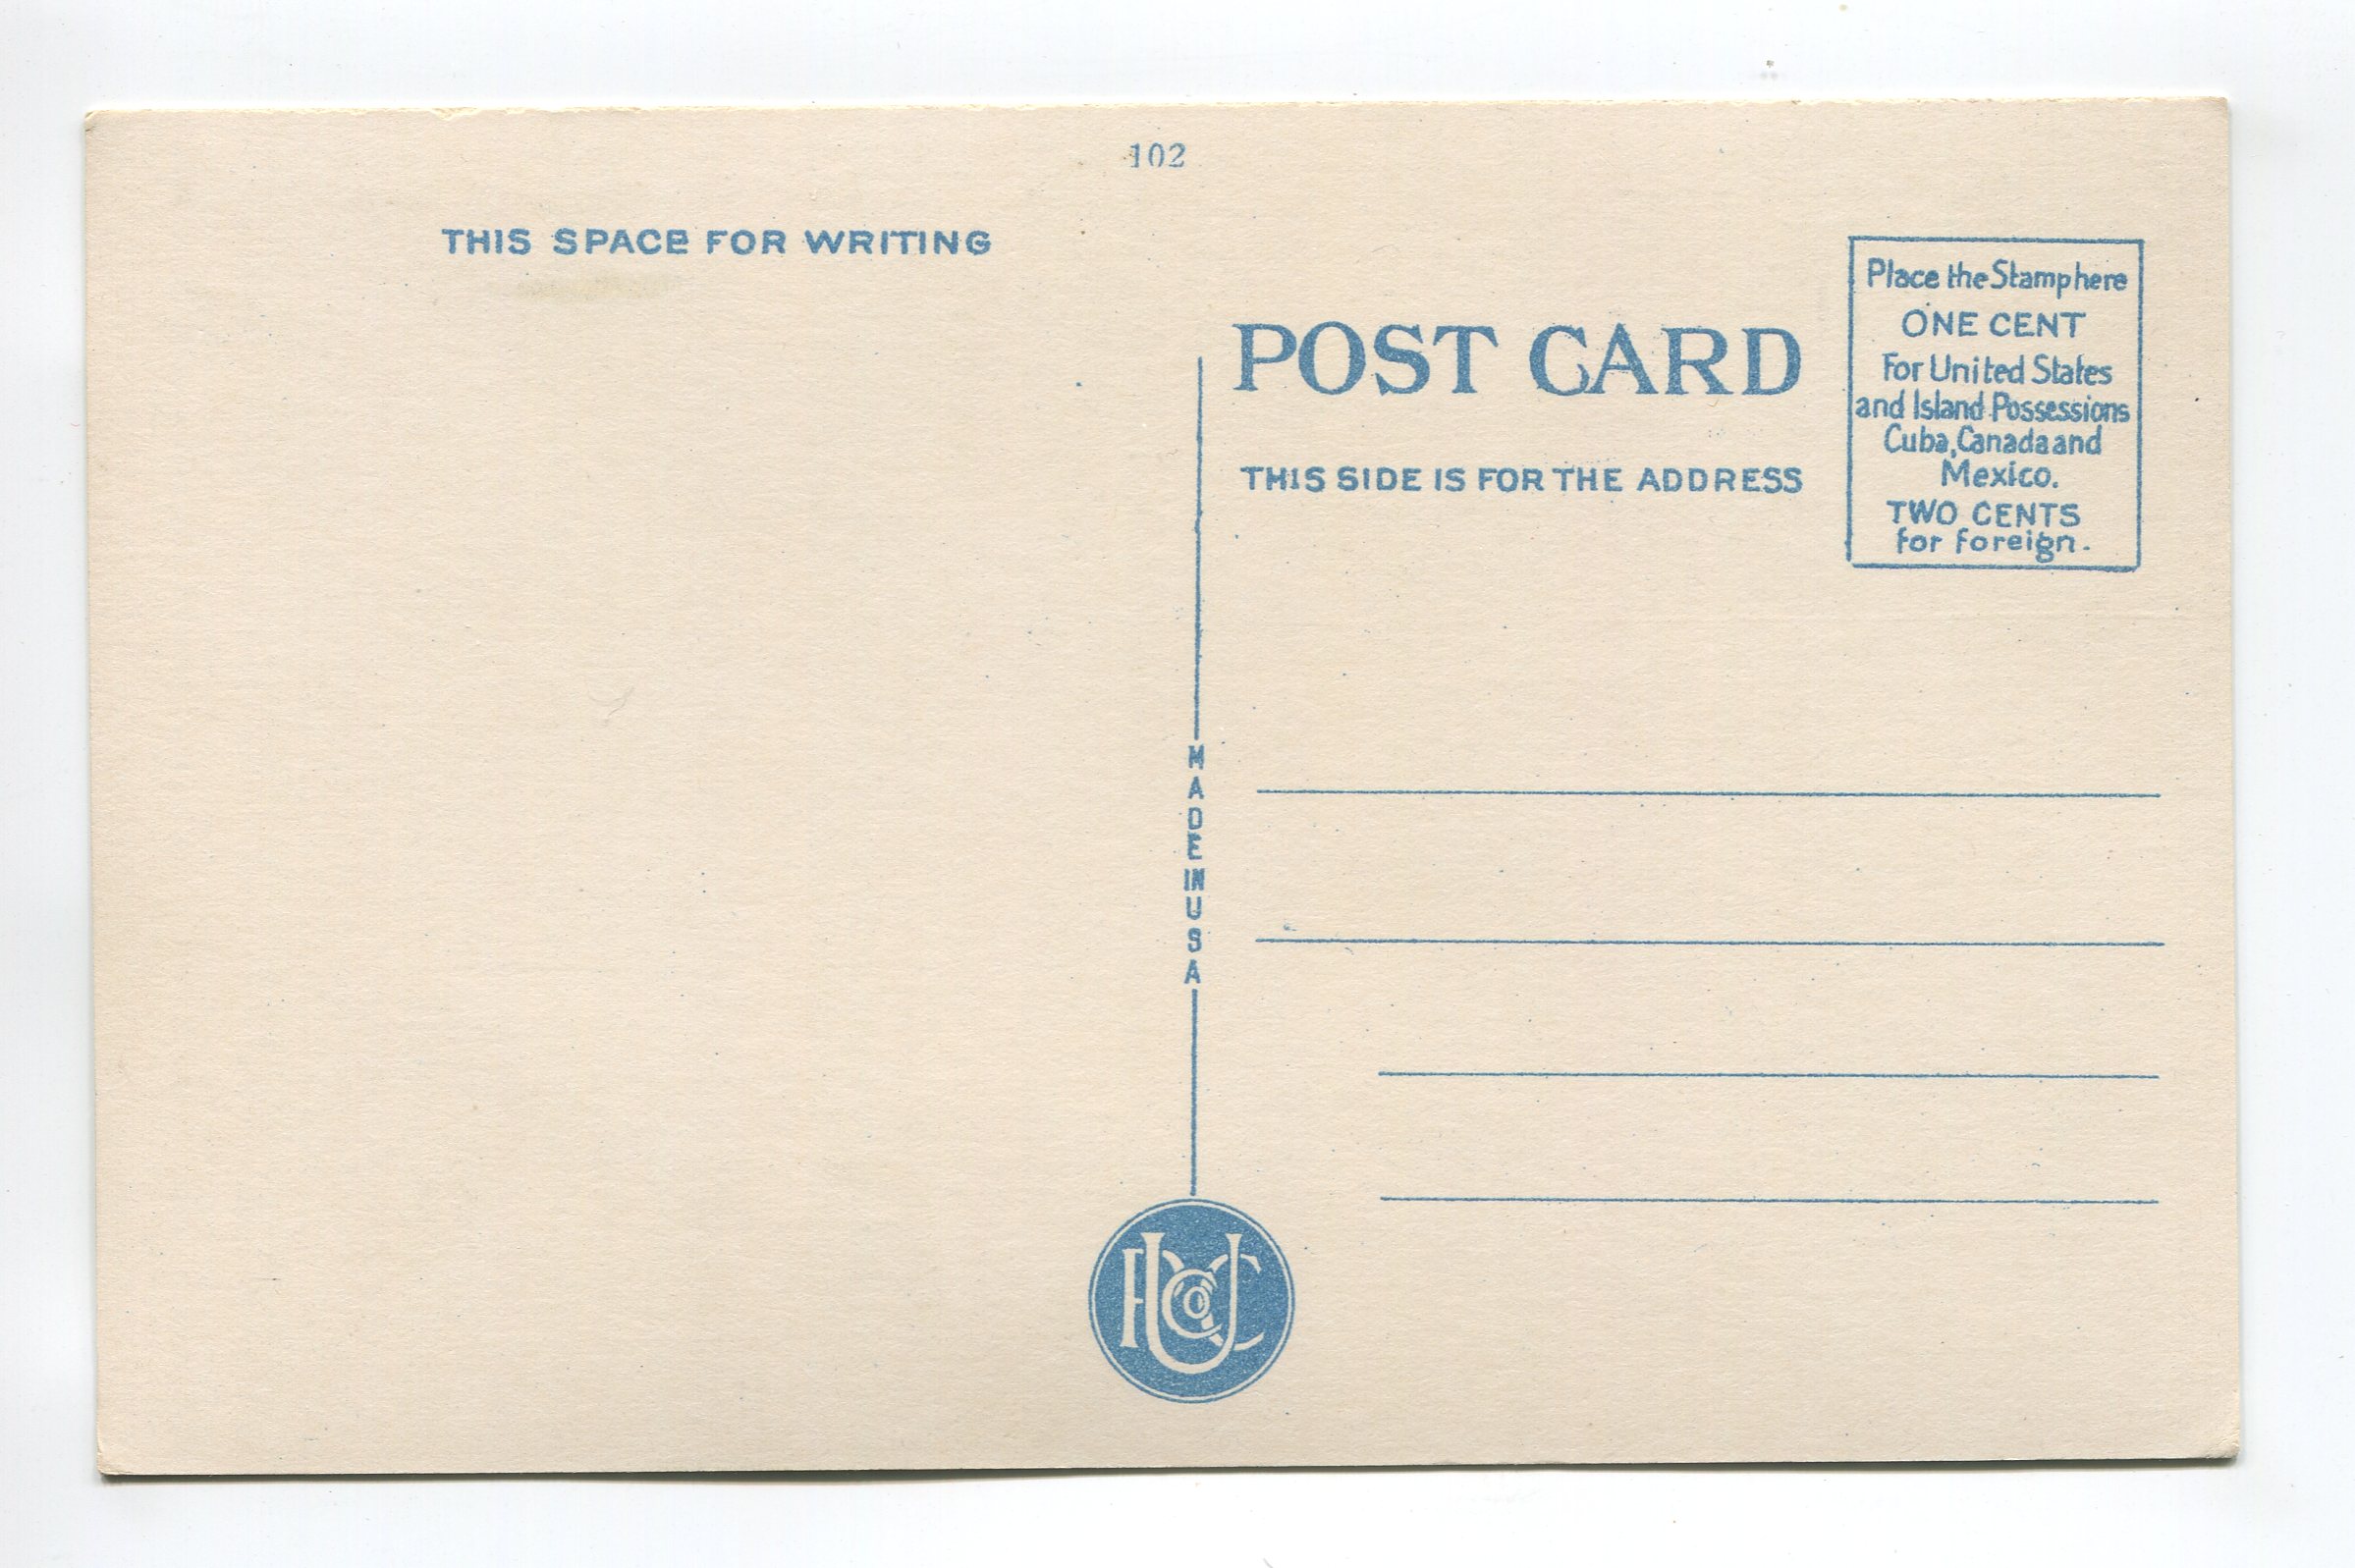 102
THIS SPACE FOR WRITING
POST CARD
THIS SIDE IS FOR THE ADDRESS
Place the Stamp here
ONE CENT
For United States
and Island Possessions
Cuba, Canada and
Mexico.
TWO CENTS
for foreign.
MADE IN USA